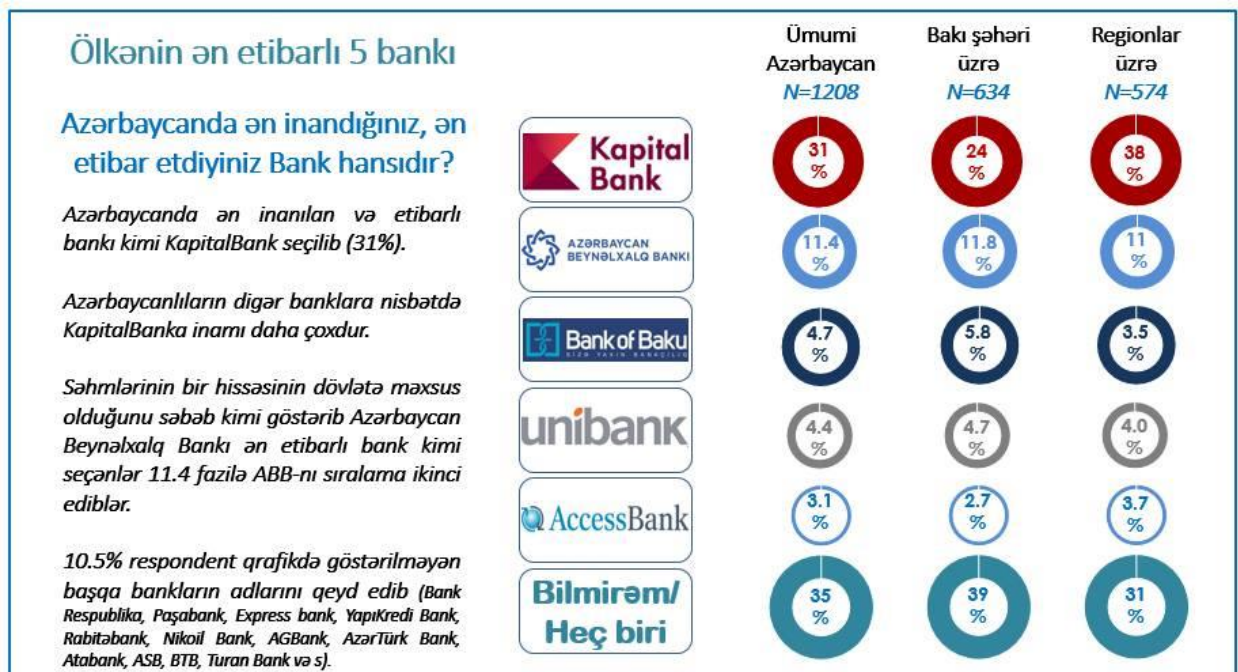 Ölkənin ən etibarlı 5 bankı
Azərbaycanda ən inandığınız, ən
etibar etdiyiniz Bank hansıdır?
Azərbaycanda ən inanılan və etibarlı
bankı kimi KapitalBank seçilib (31%).
Azərbaycanlıların digər banklara nisbətdə
KapitalBanka inamı daha çoxdur.
Səhmlərinin bir hissəsinin dövlətə məxsus
olduğunu səbəb kimi göstərib Azərbaycan
Beynəlxalq Bankı ən etibarlı bank kimi
seçənlər 11.4 fazilə ABB-nı sıralama ikinci
ediblər.
10.5% respondent qrafikdə göstərilməyən
başqa bankların adlarını qeyd edib (Bank
Respublika, Paşabank, Express bank, YapıKredi Bank,
Rabitəbank, Nikoil Bank, AGBank, AzərTürk Bank,
Atabank, ASB, BTB, Turan Bank və s).
Ümumi
Azərbaycan
N=1208
Bakı şəhəri
üzrə
N=634
Regionlar
üzrə
N=574
Kapital
Bank
31
%
24
%
38
%
AZƏRBAYCAN
BEYNƏLXALQ BANKI
11.4
%
11.8
%
11
%
Bank of Baku
SİZƏ YAXIN BANKÇILIQ
4.7
%
5.8
%
3.5
%
unibank
4.4
%
4.7
%
4.0
%
AccessBank
3.1
%
2.7
%
3.7
%
Bilmirəm/
Heç biri
35
%
39
%
31
%